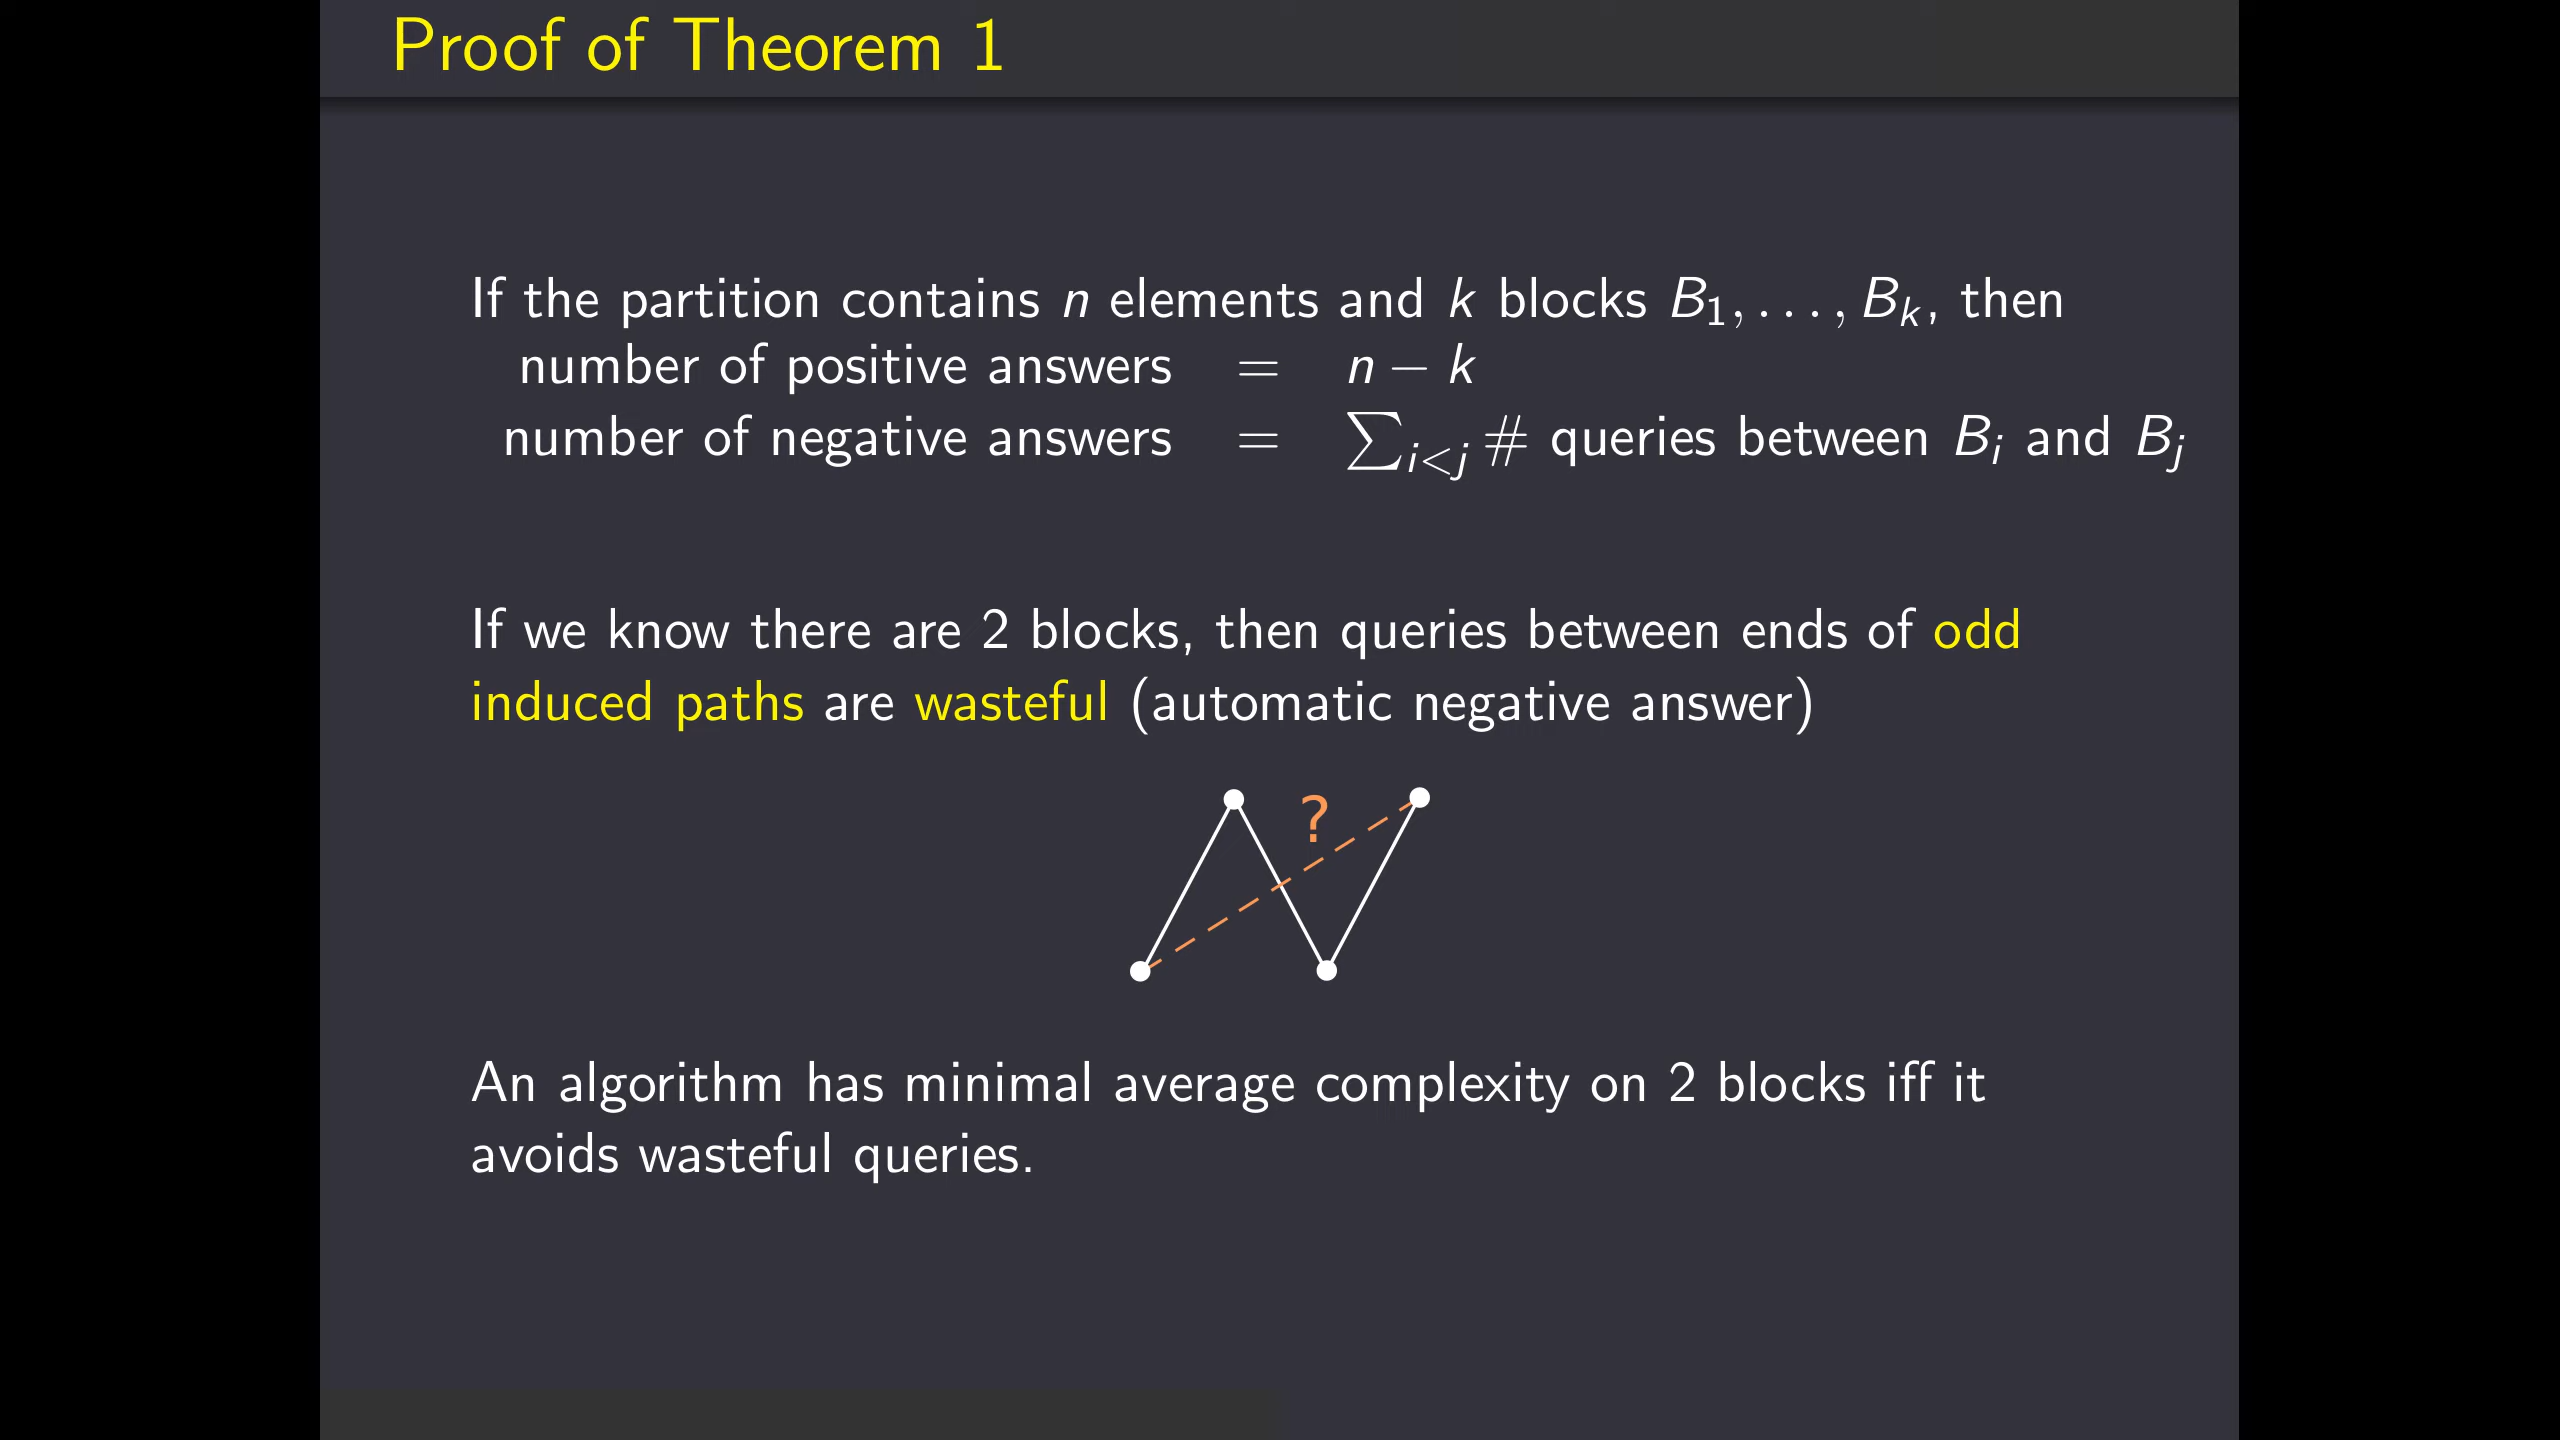 Proof of Theorem 1
If the partition contains n elements and k blocks B₁, . . . , Bₖ, then
number of positive answers = n − k
number of negative answers = ∑_{i<j} # queries between B_i and B_j
If we know there are 2 blocks, then queries between ends of odd
induced paths are wasteful (automatic negative answer)
?
An algorithm has minimal average complexity on 2 blocks iff it
avoids wasteful queries.